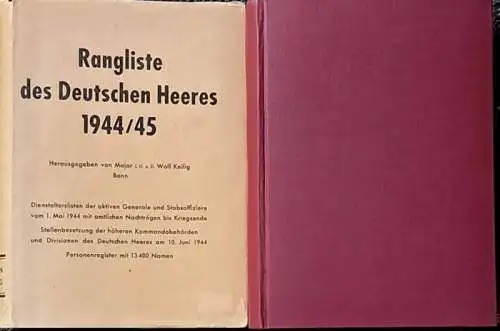 Rangliste
des Deutschen Heeres
1944/45
Herausgegeben von Major i. G. a. D. Wolf Keilig
Bonn
Dienstalterslisten der aktiven Generale und Stabsoffiziere
vom 1. Mai 1944 mit amtlichen Nachträgen bis Kriegsende
Stellenbesetzung der höheren Kommandobehörden
und Divisionen des Deutschen Heeres am 10. Juni 1944
Personenregister mit 13 400 Namen